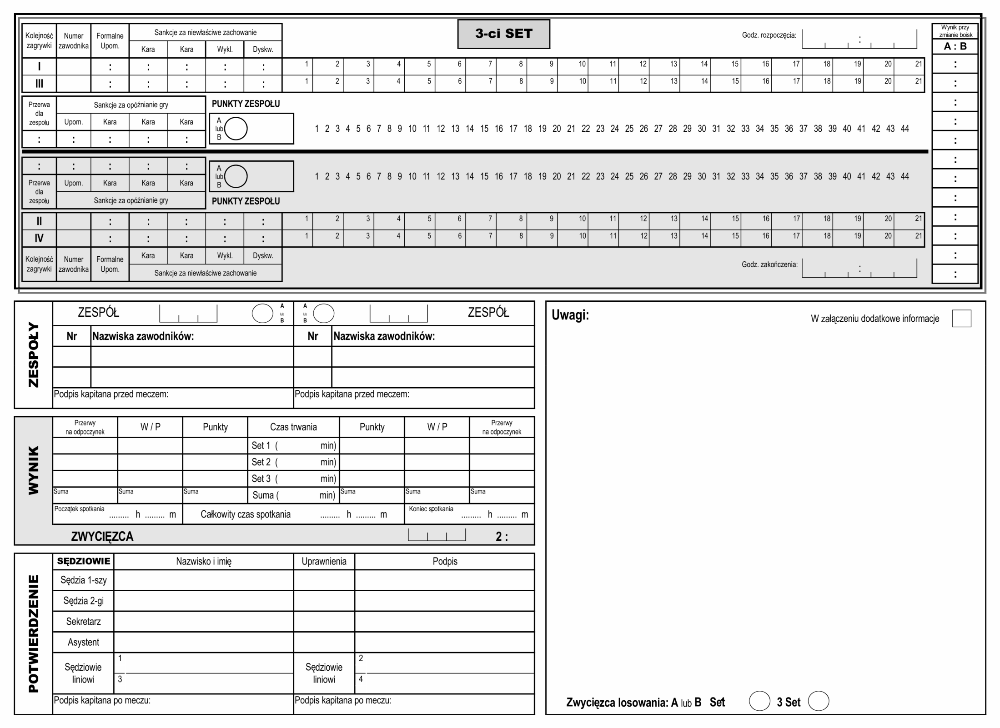 3-ci SET
Godz. rozpoczęcia: :
Wynik przy
zmianie boisk
A : B
Kolejność zagrywki Numer zawodnika Formalne Upom. Sankcje za niewłaściwe zachowanie
Kara Kara Wykl. Dyskw.
I : : : : : 1 2 3 4 5 6 7 8 9 10 11 12 13 14 15 16 17 18 19 20 21 :
III : : : : : 1 2 3 4 5 6 7 8 9 10 11 12 13 14 15 16 17 18 19 20 21 :
Przerwa dla zespołu Sankcje za opóźnianie gry PUNKTY ZESPOŁU :
Upom. Kara Kara Kara
A lub B 1 2 3 4 5 6 7 8 9 10 11 12 13 14 15 16 17 18 19 20 21 22 23 24 25 26 27 28 29 30 31 32 33 34 35 36 37 38 39 40 41 42 43 44 :
: : : : : :
: : : : : :
A lub B 1 2 3 4 5 6 7 8 9 10 11 12 13 14 15 16 17 18 19 20 21 22 23 24 25 26 27 28 29 30 31 32 33 34 35 36 37 38 39 40 41 42 43 44 :
Przerwa dla zespołu Upom. Kara Kara Kara
Sankcje za opóźnianie gry PUNKTY ZESPOŁU :
II : : : : : 1 2 3 4 5 6 7 8 9 10 11 12 13 14 15 16 17 18 19 20 21 :
IV : : : : : 1 2 3 4 5 6 7 8 9 10 11 12 13 14 15 16 17 18 19 20 21 :
Kolejność zagrywki Numer zawodnika Formalne Upom. Kara Kara Wykl. Dyskw. :
Sankcje za niewłaściwe zachowanie
Godz. zakończenia: : :
ZESPOŁY
ZESPÓŁ A lub B A lub B ZESPÓŁ
Nr Nazwiska zawodników: Nr Nazwiska zawodników:
Podpis kapitana przed meczem: Podpis kapitana przed meczem:
WYNIK
Przerwy na odpoczynek W / P Punkty Czas trwania Punkty W / P Przerwy na odpoczynek
Set 1 ( min)
Set 2 ( min)
Set 3 ( min)
Suma Suma Suma Suma ( min) Suma Suma Suma
Początek spotkania ......... h ......... m Całkowity czas spotkania ......... h ......... m Koniec spotkania ......... h ......... m
ZWYCIĘZCA 2 :
POTWIERDZENIE
SĘDZIOWIE Nazwisko i imię Uprawnienia Podpis
Sędzia 1-szy
Sędzia 2-gi
Sekretarz
Asystent
Sędziowie liniowi 1 3 Sędziowie liniowi 2 4
Podpis kapitana po meczu: Podpis kapitana po meczu:
Uwagi:
W załączeniu dodatkowe informacje
Zwycięzca losowania: A lub B Set 3 Set